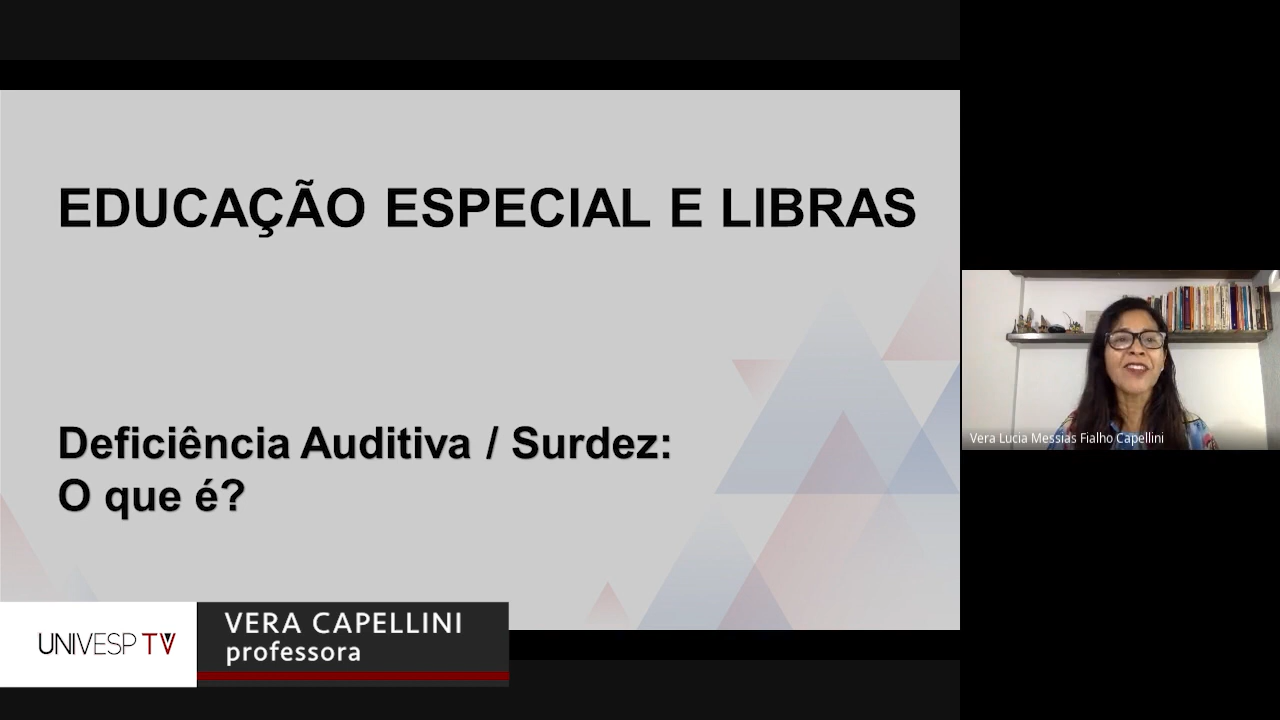 EDUCAÇÃO ESPECIAL E LIBRAS
Deficiência Auditiva / Surdez:
O que é?
Vera Lucia Messias Fialho Capellini
UNIVESP TV
VERA CAPELLINI
professora